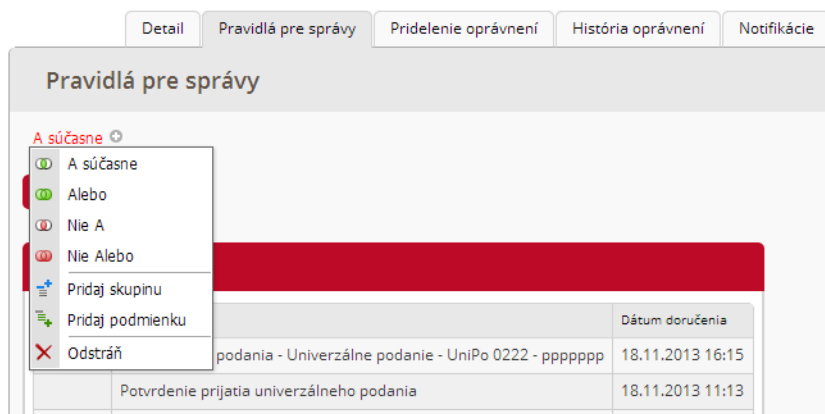 Detail Pravidlá pre správy Pridelenie oprávnení História oprávnení Notifikácie
Pravidlá pre správy
A súčasne
A súčasne
Alebo
Nie A
Nie Alebo
Pridaj skupinu
Pridaj podmienku
Odstráň
Dátum doručenia
podania - Univerzálne podanie - UniPo 0222 - ppppppp 18.11.2013 16:15
Potvrdenie prijatia univerzálneho podania 18.11.2013 11:13